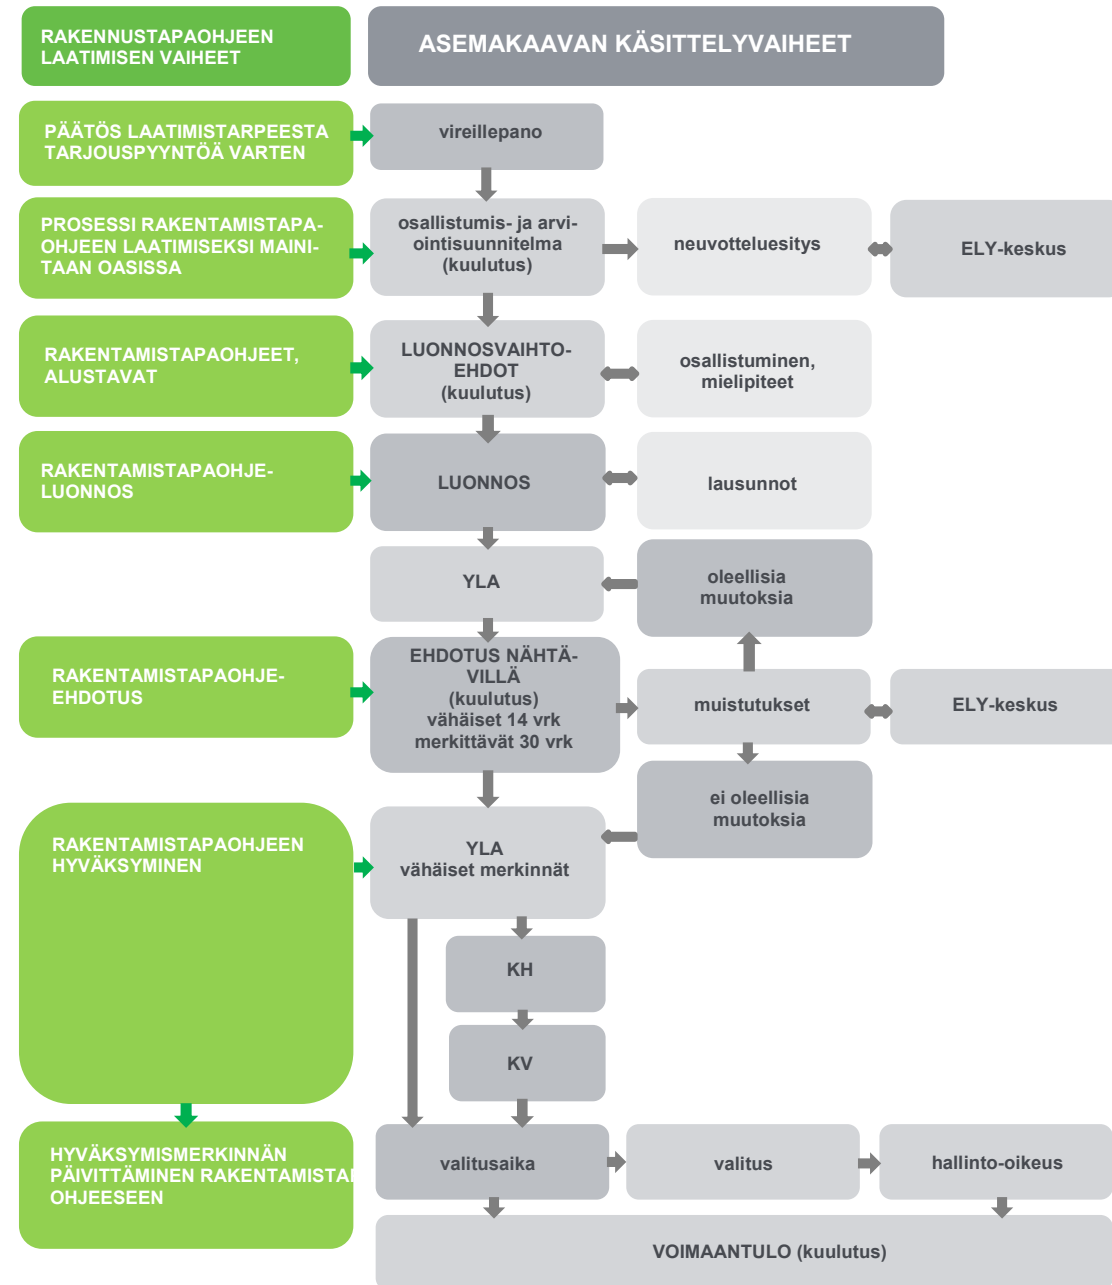 RAKENNUSTAPAOHJEEN
LAATIMISEN VAIHEET
ASEMAKAAVAN KÄSITTELYVAIHEET
PÄÄTÖS LAATIMISTARPEESTA
TARJOUSPYYNTÖÄ VARTEN
vireillepano
PROSESSI RAKENTAMISTAPA-
OHJEEN LAATIMISEKSI MAINI-
TAAN OASISSA
osallistumis- ja arvi-
ointisuunnitelma
(kuulutus)
neuvotteluesitys
ELY-keskus
RAKENTAMISTAPAOHJEET,
ALUSTAVAT
LUONNOSVAIHTO-
EHDOT
(kuulutus)
osallistuminen,
mielipiteet
RAKENTAMISTAPAOHJE-
LUONNOS
LUONNOS
lausunnot
YLA
oleellisia
muutoksia
RAKENTAMISTAPAOHJE-
EHDOTUS
EHDOTUS NÄHTÄ-
VILLÄ
(kuulutus)
vähäiset 14 vrk
merkittävät 30 vrk
muistutukset
ELY-keskus
ei oleellisia
muutoksia
RAKENTAMISTAPAOHJEEN
HYVÄKSYMINEN
YLA
vähäiset merkinnät
KH
KV
HYVÄKSYMISMERKINNÄN
PÄIVITTÄMINEN RAKENTAMISTA
OHJEESEEN
valitusaika
valitus
hallinto-oikeus
VOIMAANTULO (kuulutus)